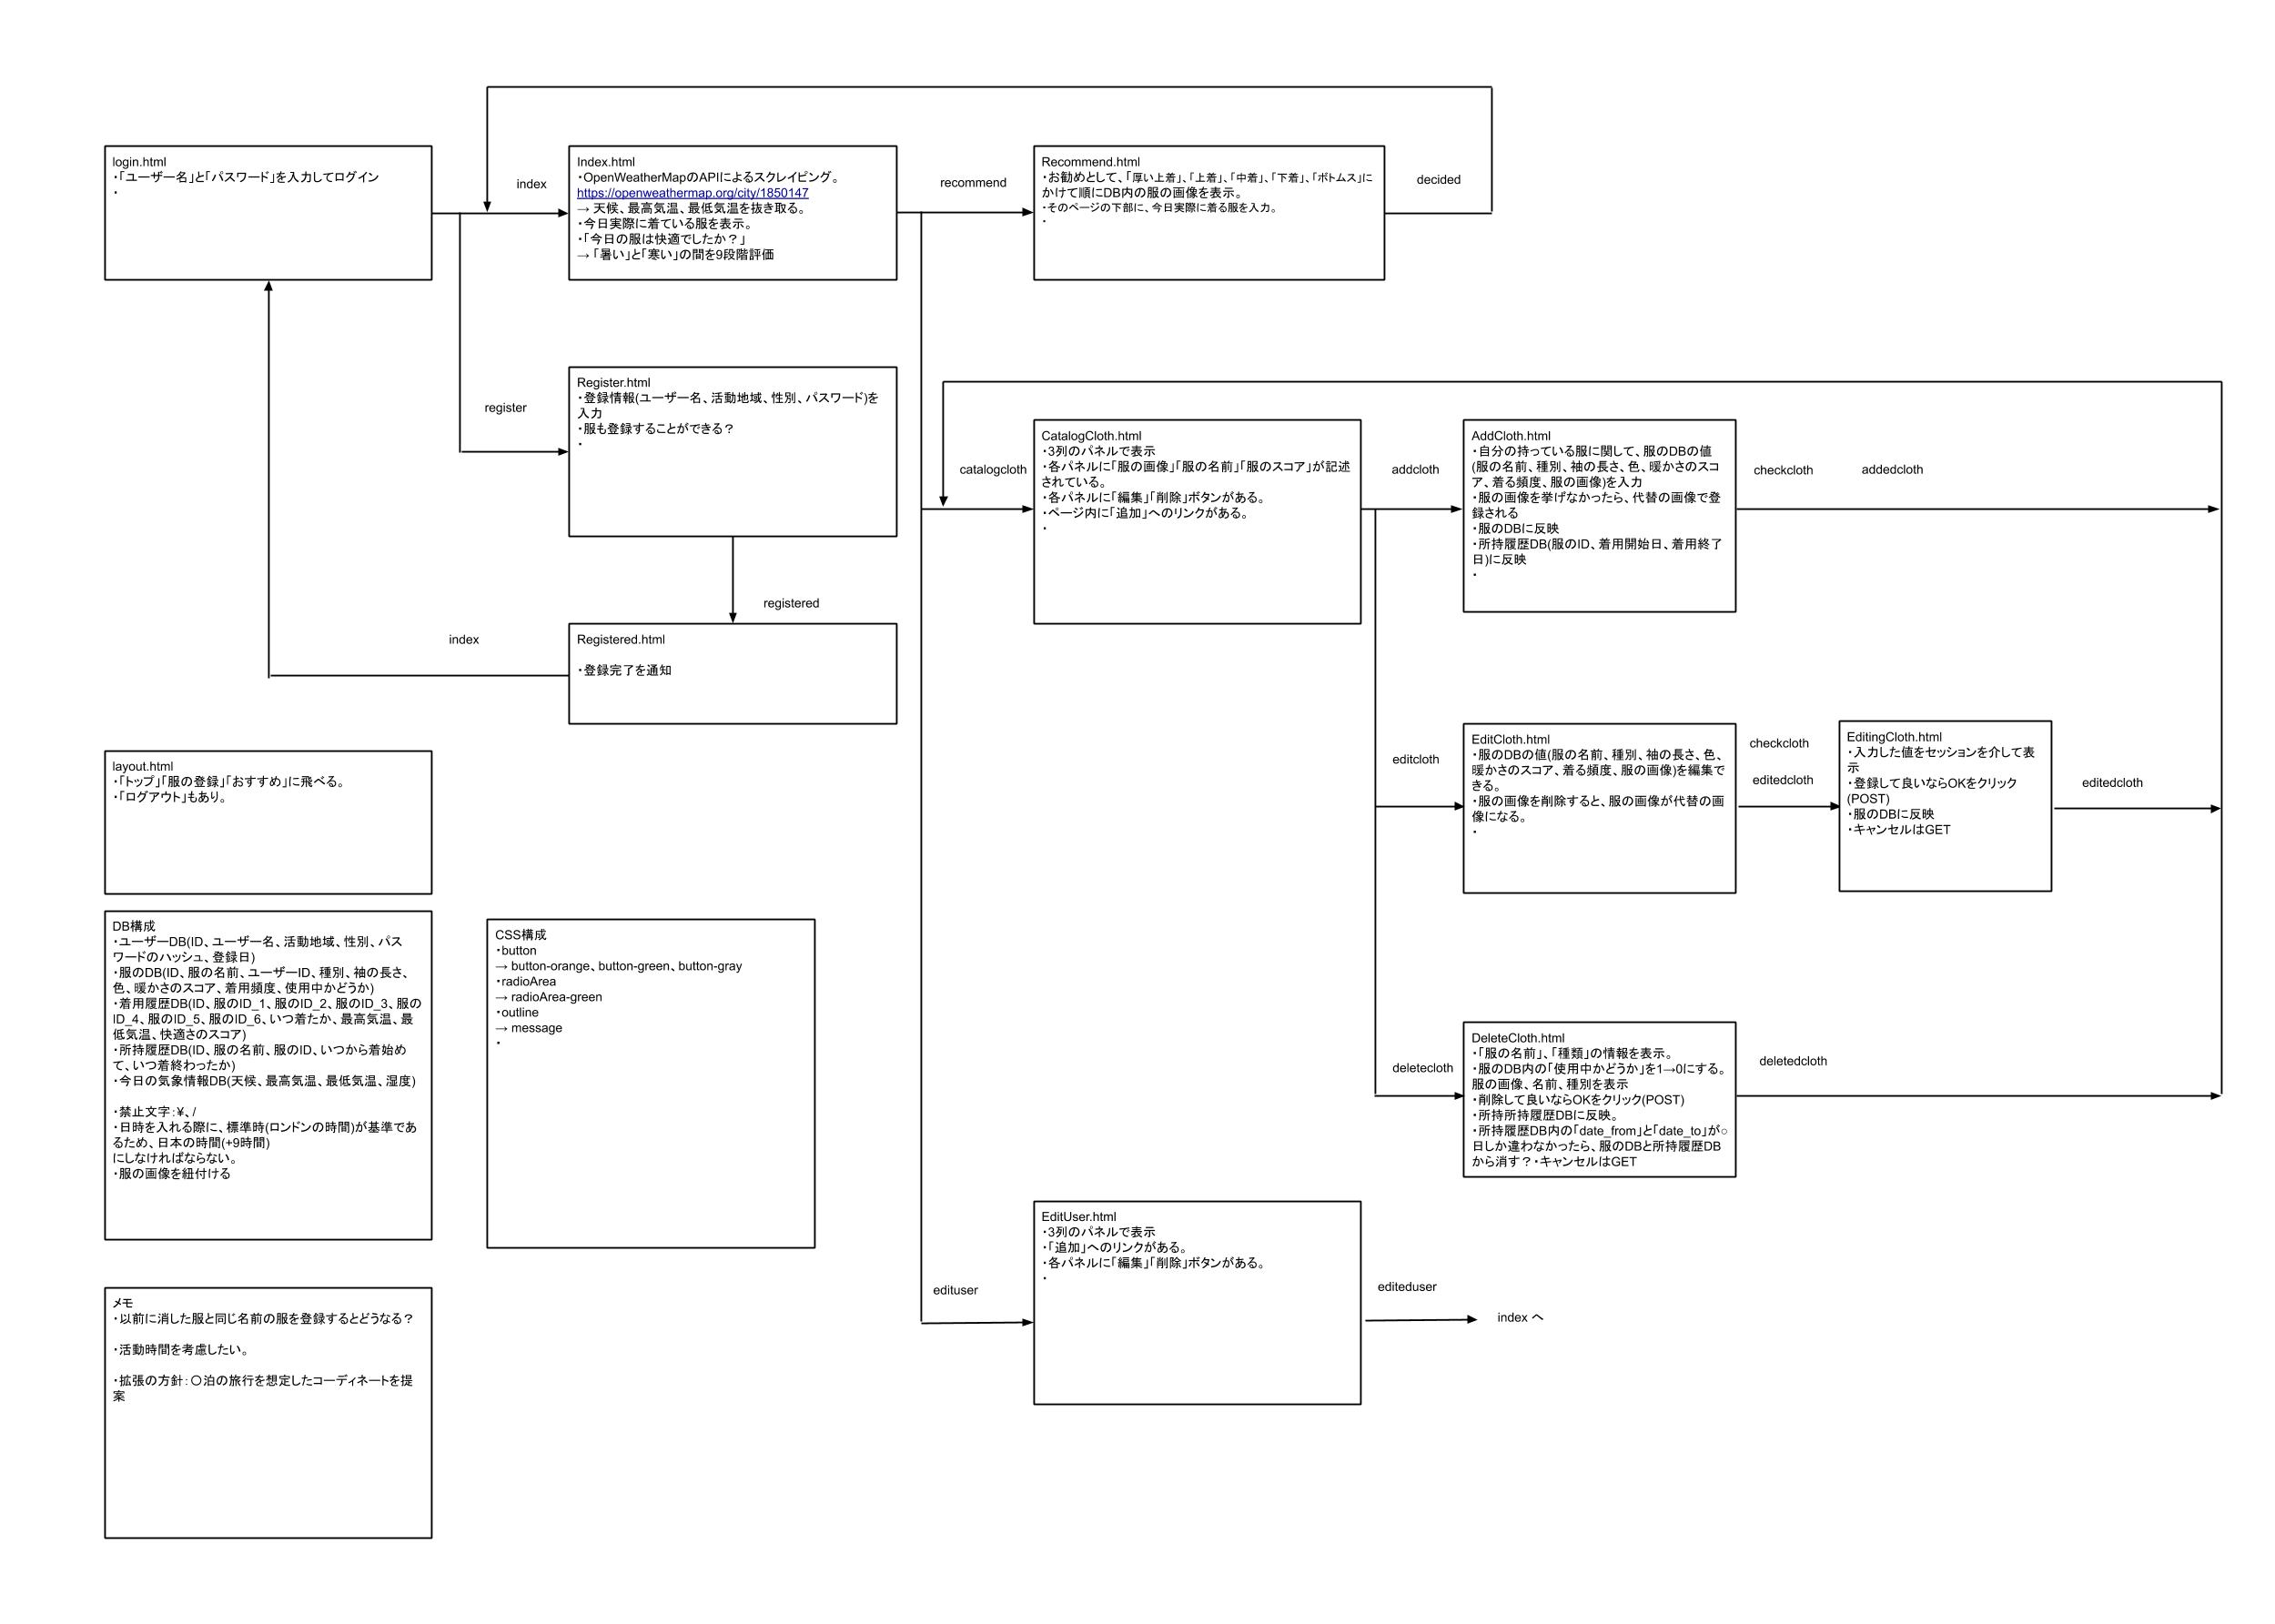 login.html
・「ユーザー名」と「パスワード」を入力してログイン
・
index
Index.html
・OpenWeatherMapのAPIによるスクレイピング。
https://openweathermap.org/city/1850147
→ 天候、最高気温、最低気温を抜き取る。
・今日実際に着ている服を表示。
・「今日の服は快適でしたか？」
→ 「暑い」と「寒い」の間を9段階評価
recommend
Recommend.html
・お勧めとして、「厚い上着」、「上着」、「中着」、「下着」、「ボトムス」に
かけて順にDB内の服の画像を表示。
・そのページの下部に、今日実際に着る服を入力。
・
decided
register
Register.html
・登録情報(ユーザー名、活動地域、性別、パスワード)を
入力
・服も登録することができる？
・
registered
index
Registered.html
・登録完了を通知
catalogcloth
CatalogCloth.html
・3列のパネルで表示
・各パネルに「服の画像」「服の名前」「服のスコア」が記述
されている。
・各パネルに「編集」「削除」ボタンがある。
・ページ内に「追加」へのリンクがある。
・
addcloth
AddCloth.html
・自分の持っている服に関して、服のDBの値
(服の名前、種別、袖の長さ、色、暖かさのスコ
ア、着る頻度、服の画像)を入力
・服の画像を挙げなかったら、代替の画像で登
録される
・服のDBに反映
・所持履歴DB(服のID、着用開始日、着用終了
日)に反映
・
checkcloth
addedcloth
editcloth
EditCloth.html
・服のDBの値(服の名前、種別、袖の長さ、色、
暖かさのスコア、着る頻度、服の画像)を編集で
きる。
・服の画像を削除すると、服の画像が代替の画
像になる。
・
checkcloth
editedcloth
EditingCloth.html
・入力した値をセッションを介して表
示
・登録して良いならOKをクリック
(POST)
・服のDBに反映
・キャンセルはGET
editedcloth
deletecloth
DeleteCloth.html
・「服の名前」、「種類」の情報を表示。
・服のDB内の「使用中かどうか」を1→0にする。
服の画像、名前、種別を表示
・削除して良いならOKをクリック(POST)
・所持所持履歴DBに反映。
・所持履歴DB内の「date_from」と「date_to」が○
日しか違わなかったら、服のDBと所持履歴DB
から消す？・キャンセルはGET
deletedcloth
layout.html
・「トップ」「服の登録」「おすすめ」に飛べる。
・「ログアウト」もあり。
DB構成
・ユーザーDB(ID、ユーザー名、活動地域、性別、パス
ワードのハッシュ、登録日)
・服のDB(ID、服の名前、ユーザーID、種別、袖の長さ、
色、暖かさのスコア、着用頻度、使用中かどうか)
・着用履歴DB(ID、服のID_1、服のID_2、服のID_3、服の
ID_4、服のID_5、服のID_6、いつ着たか、最高気温、最
低気温、快適さのスコア)
・所持履歴DB(ID、服の名前、服のID、いつから着始め
て、いつ着終わったか)
・今日の気象情報DB(天候、最高気温、最低気温、湿度)
・禁止文字：¥、/
・日時を入れる際に、標準時(ロンドンの時間)が基準であ
るため、日本の時間(+9時間)
にしなければならない。
・服の画像を紐付ける
CSS構成
・button
→ button-orange、button-green、button-gray
・radioArea
→ radioArea-green
・outline
→ message
・
edituser
EditUser.html
・3列のパネルで表示
・「追加」へのリンクがある。
・各パネルに「編集」「削除」ボタンがある。
・
editeduser
index へ
メモ
・以前に消した服と同じ名前の服を登録するとどうなる？
・活動時間を考慮したい。
・拡張の方針：〇泊の旅行を想定したコーディネートを提
案